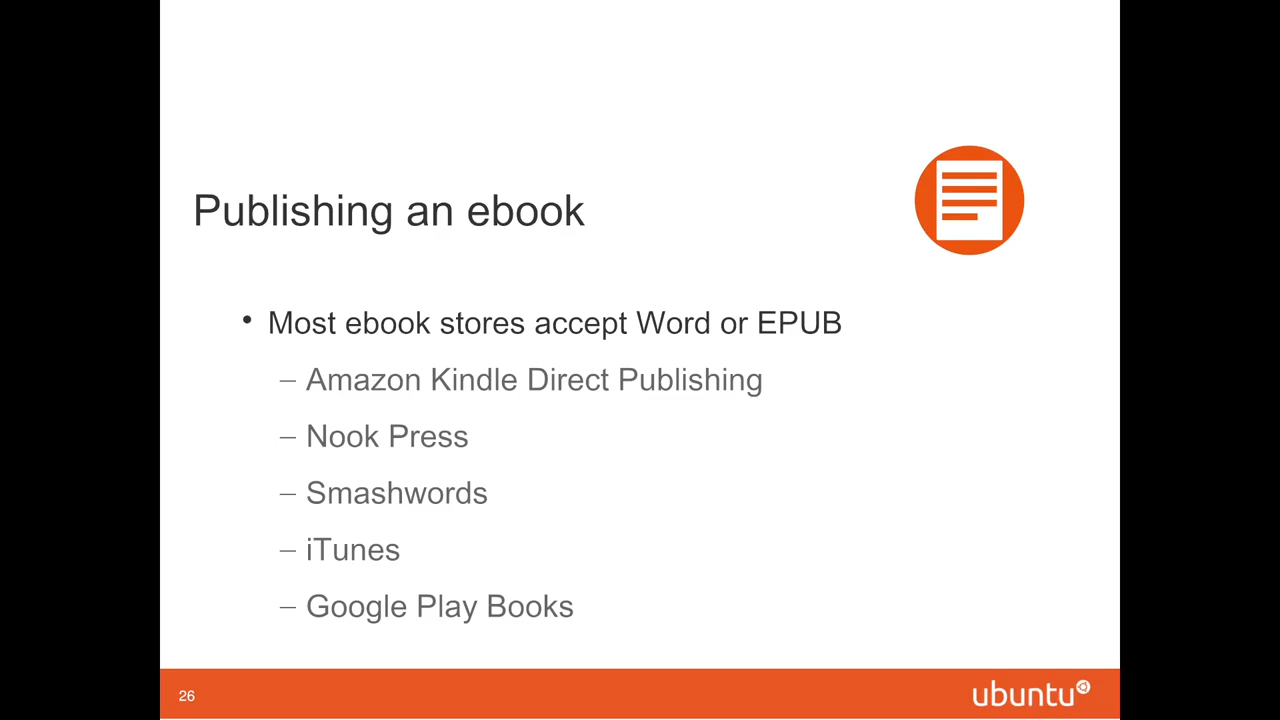 Publishing an ebook
• Most ebook stores accept Word or EPUB
– Amazon Kindle Direct Publishing
– Nook Press
– Smashwords
– iTunes
– Google Play Books
26
ubuntu